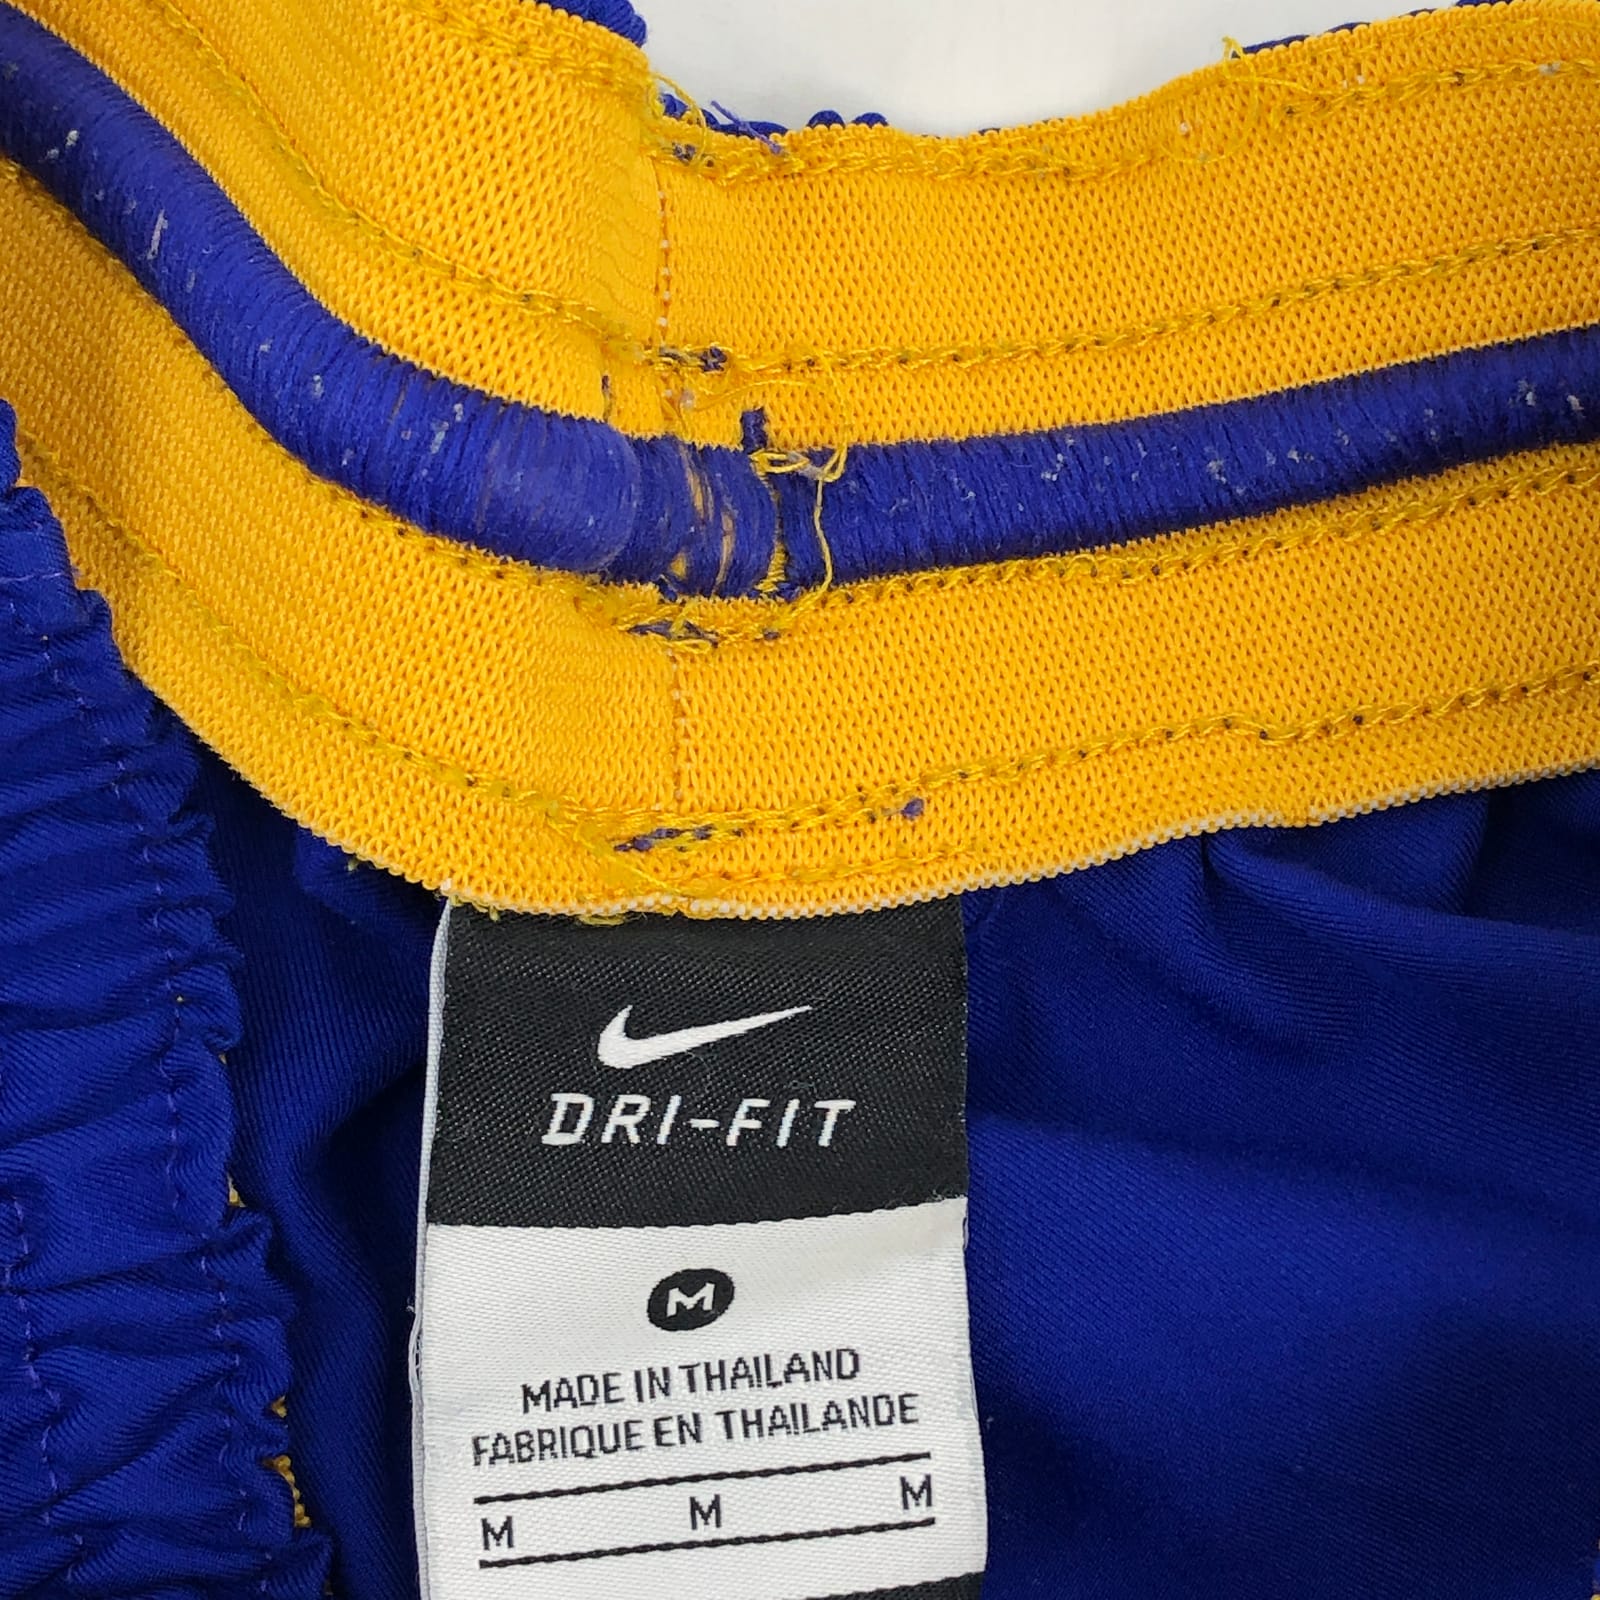 DRI-FIT
M
MADE IN THAILAND
FABRIQUE EN THAILANDE
M M M